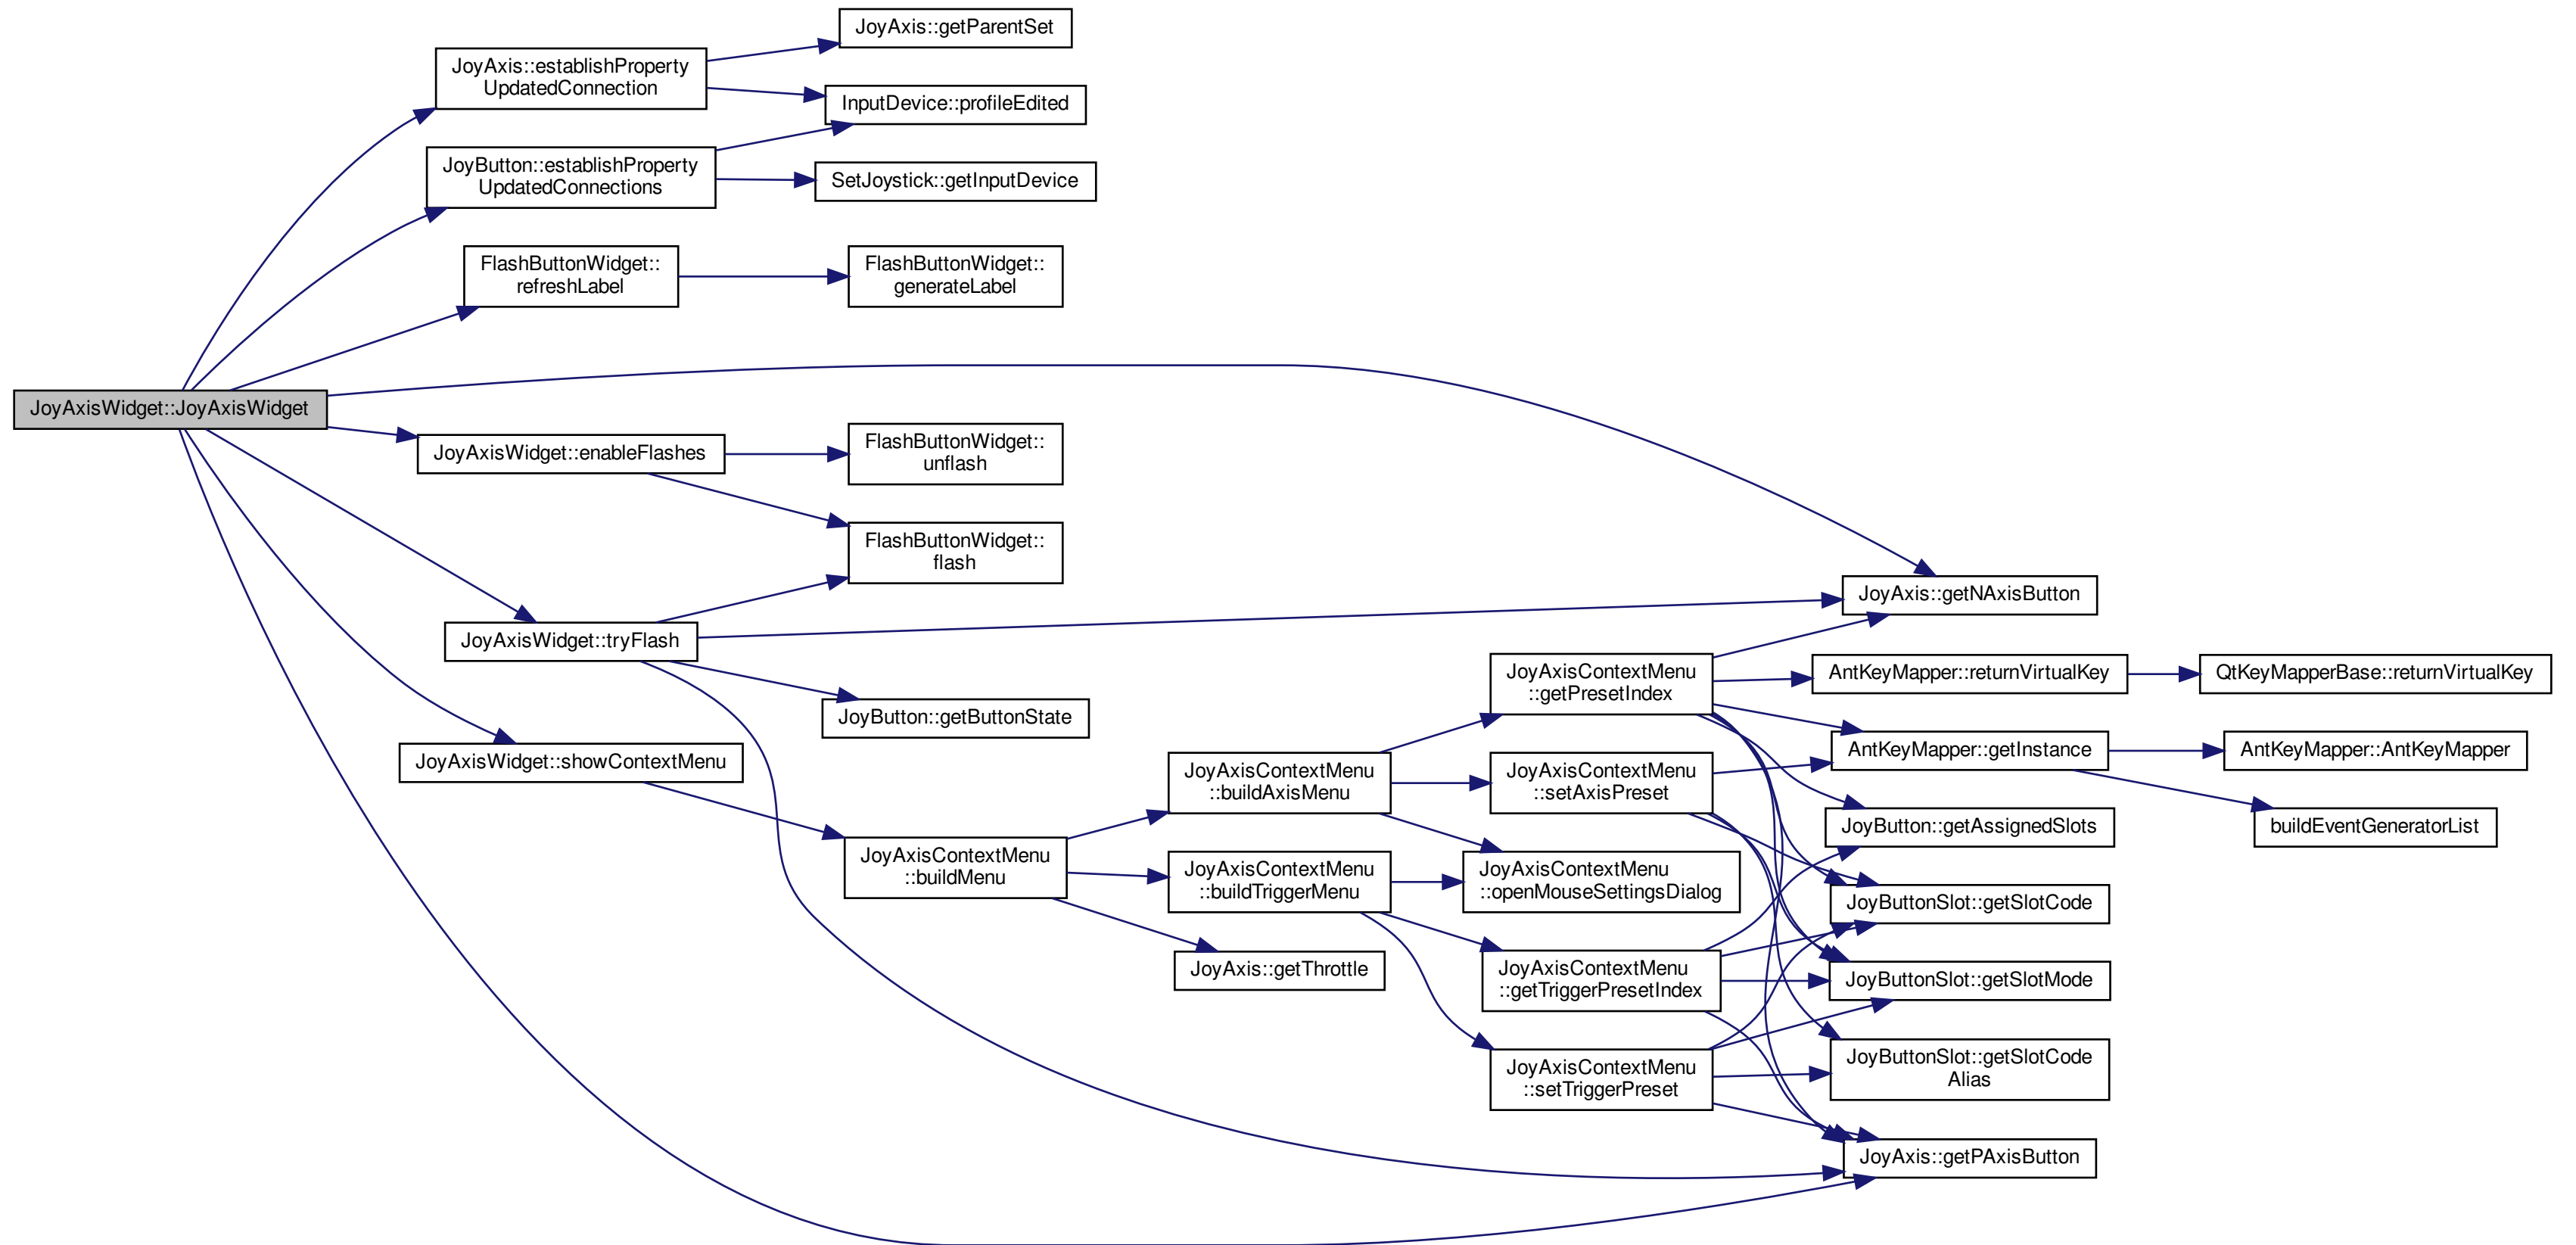 JoyAxisWidget::JoyAxisWidget
JoyAxis::establishProperty
UpdatedConnection
JoyAxis::getParentSet
InputDevice::profileEdited
JoyButton::establishProperty
UpdatedConnections
SetJoystick::getInputDevice
FlashButtonWidget::
refreshLabel
FlashButtonWidget::
generateLabel
JoyAxisWidget::enableFlashes
FlashButtonWidget::
unflash
FlashButtonWidget::
flash
JoyAxisWidget::tryFlash
JoyButton::getButtonState
JoyAxisWidget::showContextMenu
JoyAxisContextMenu
::buildMenu
JoyAxisContextMenu
::buildAxisMenu
JoyAxisContextMenu
::buildTriggerMenu
JoyAxis::getThrottle
JoyAxisContextMenu
::getPresetIndex
JoyAxisContextMenu
::setAxisPreset
JoyAxisContextMenu
::openMouseSettingsDialog
JoyAxisContextMenu
::getTriggerPresetIndex
JoyAxisContextMenu
::setTriggerPreset
JoyAxis::getNAxisButton
AntKeyMapper::returnVirtualKey
QtKeyMapperBase::returnVirtualKey
AntKeyMapper::getInstance
AntKeyMapper::AntKeyMapper
buildEventGeneratorList
JoyButton::getAssignedSlots
JoyButtonSlot::getSlotCode
JoyButtonSlot::getSlotMode
JoyButtonSlot::getSlotCode
Alias
JoyAxis::getPAxisButton